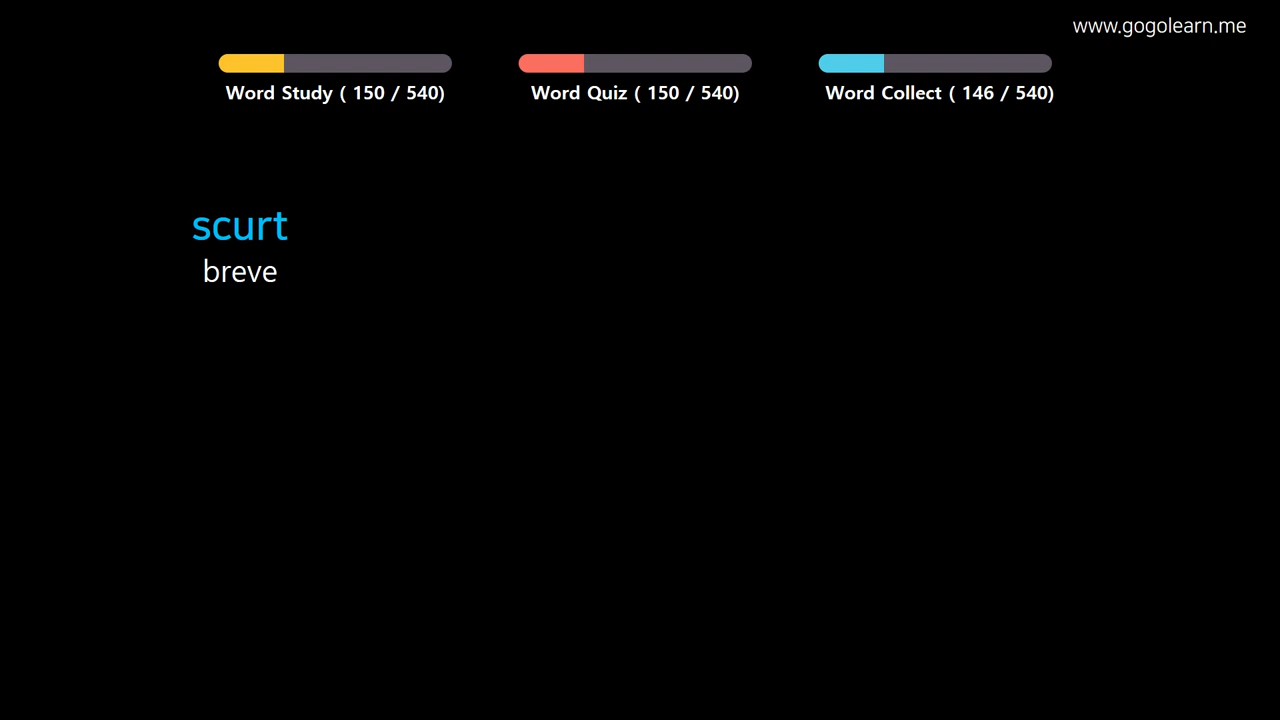 www.gogolearn.me
Word Study ( 150 / 540)
Word Quiz ( 150 / 540)
Word Collect ( 146 / 540)
scurt
breve